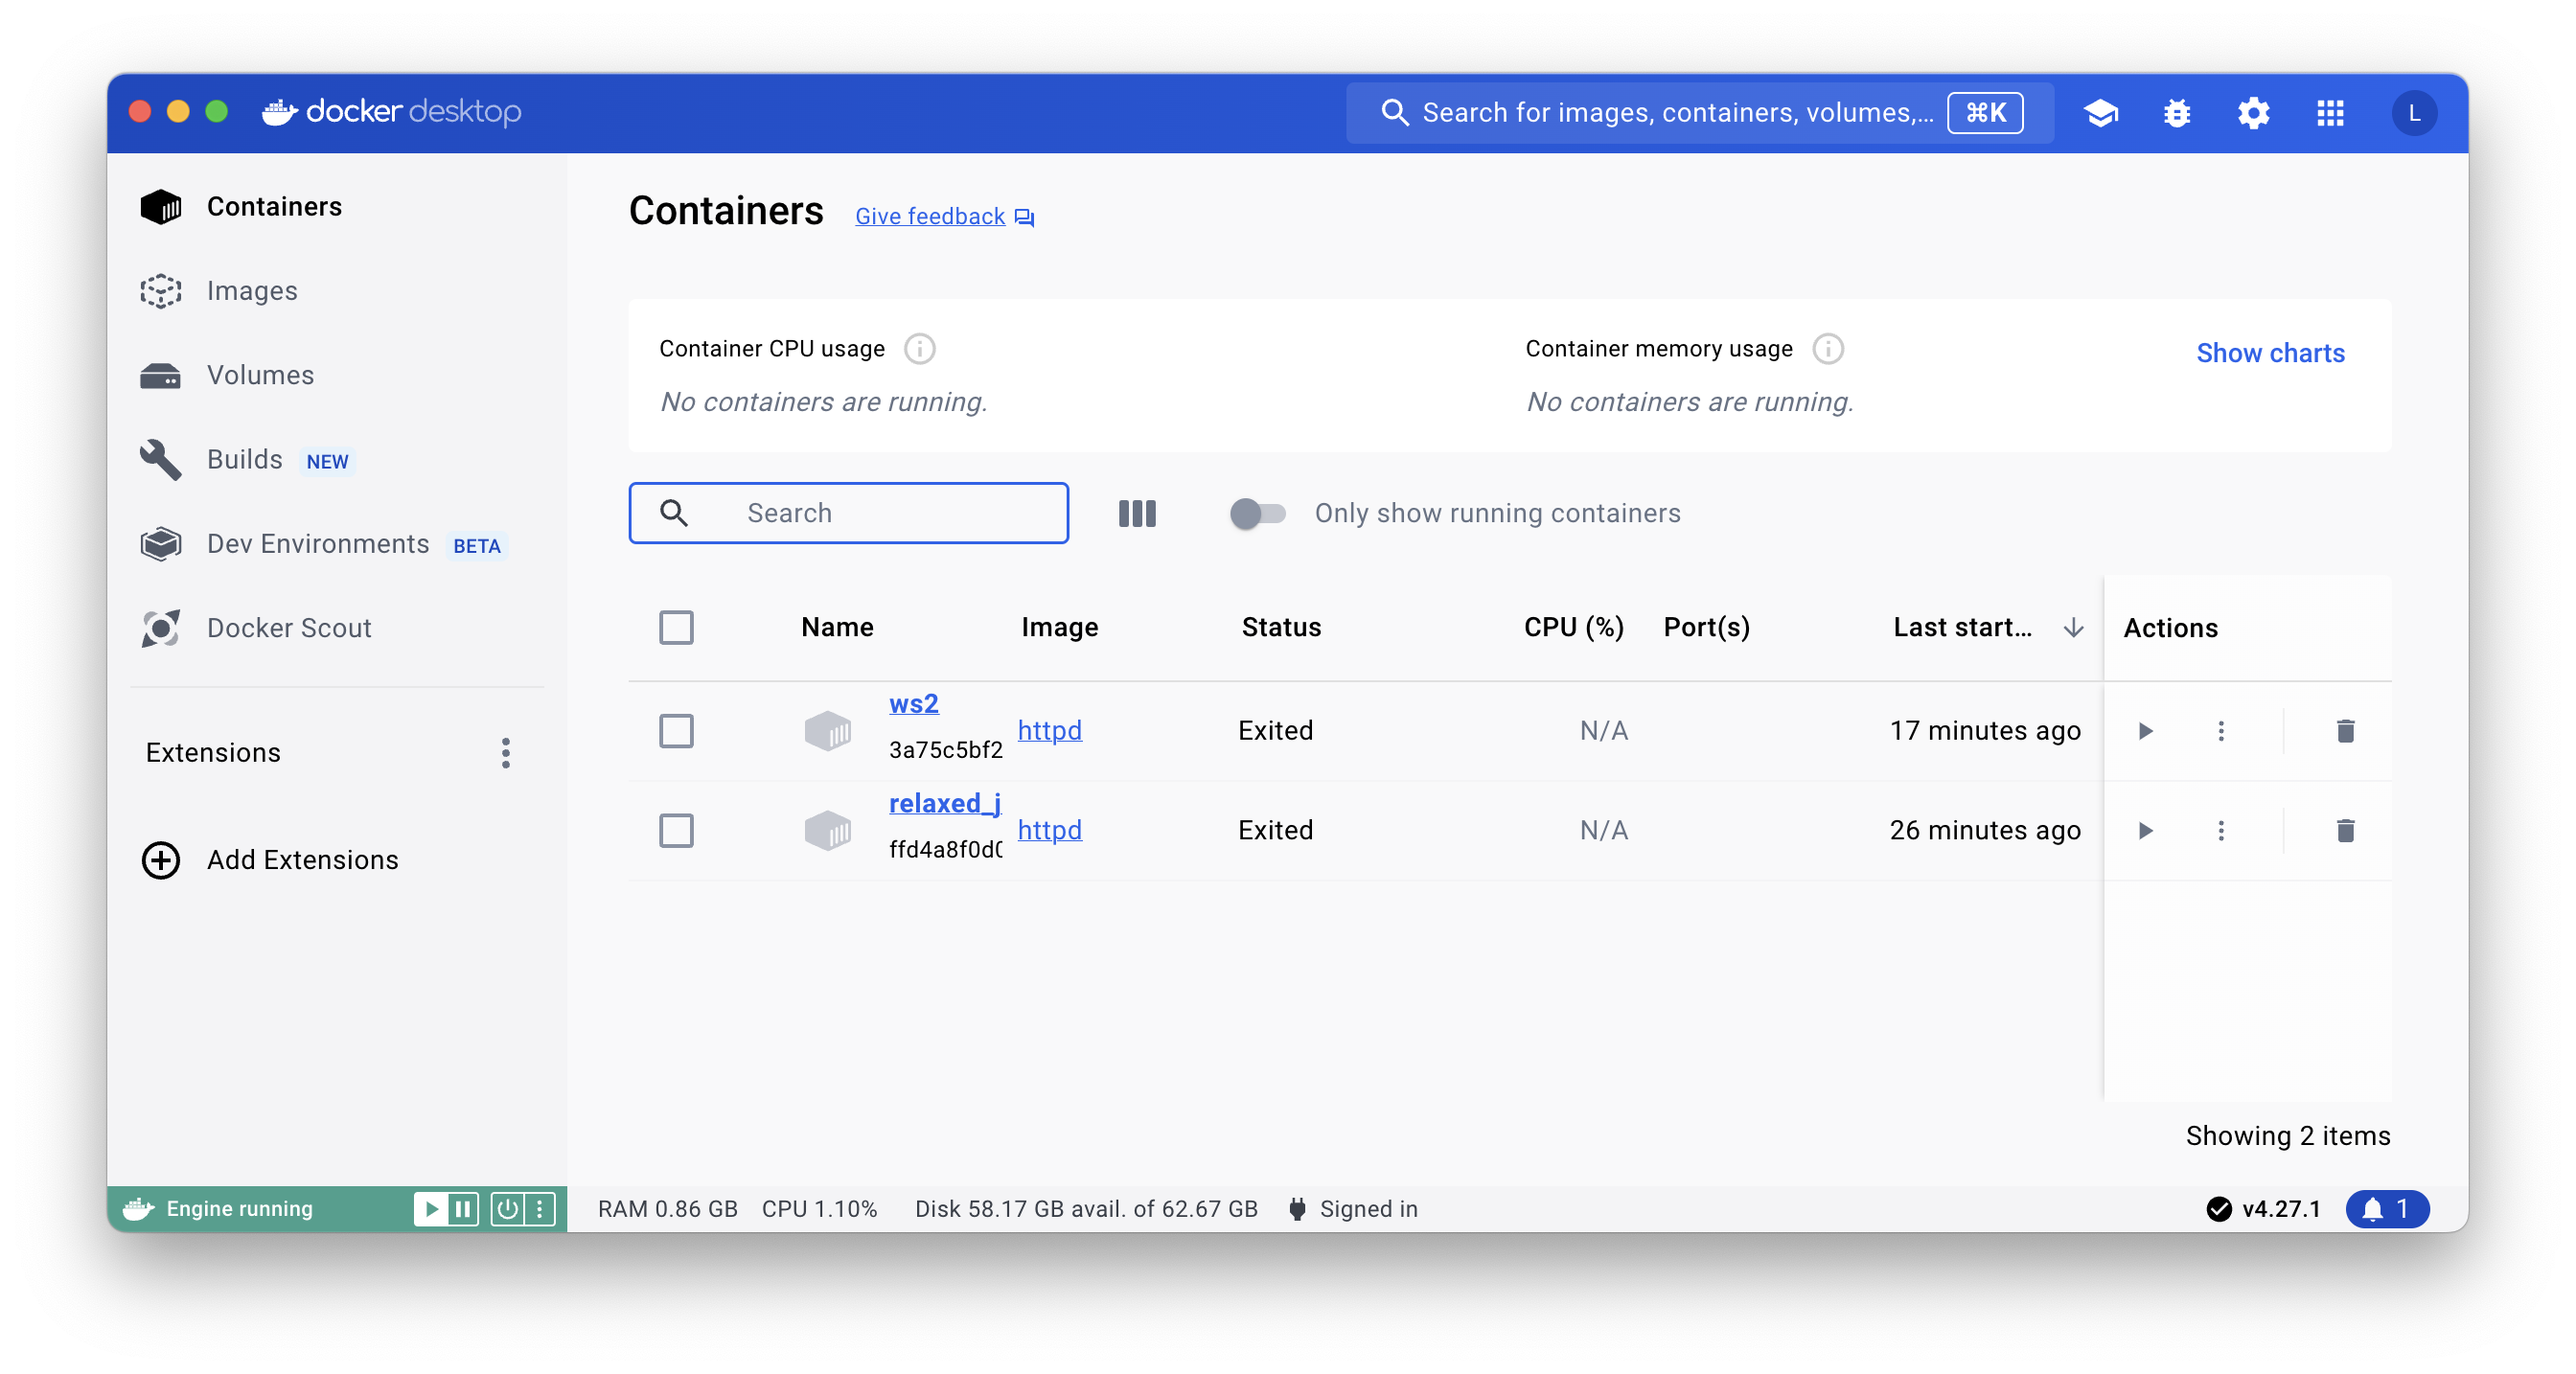 docker desktop
Search for images, containers, volumes,... ⌘K
L
Containers
Images
Volumes
Builds NEW
Dev Environments BETA
Docker Scout
Extensions
Add Extensions
Containers Give feedback
Container CPU usage
No containers are running.
Container memory usage
No containers are running.
Show charts
Search
Only show running containers
Name Image Status CPU (%) Port(s) Last start... Actions
ws2
3a75c5bf2
httpd Exited N/A 17 minutes ago
relaxed_j
ffd4a8f0d0
httpd Exited N/A 26 minutes ago
Showing 2 items
Engine running
RAM 0.86 GB CPU 1.10% Disk 58.17 GB avail. of 62.67 GB Signed in
v4.27.1 1